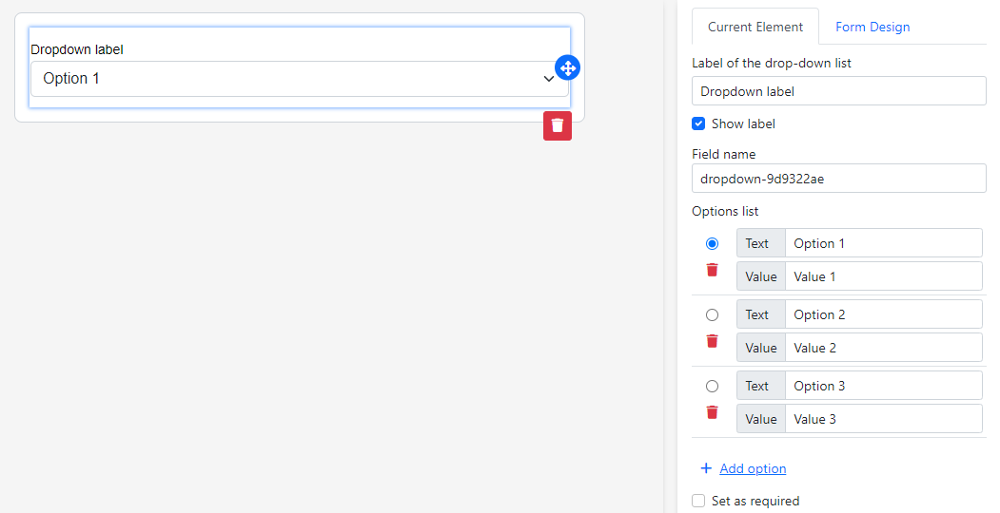 Dropdown label
Option 1
Current Element
Form Design
Label of the drop-down list
Dropdown label
Show label
Field name
dropdown-9d9322ae
Options list
Text Option 1
Value Value 1
Text Option 2
Value Value 2
Text Option 3
Value Value 3
+ Add option
Set as required